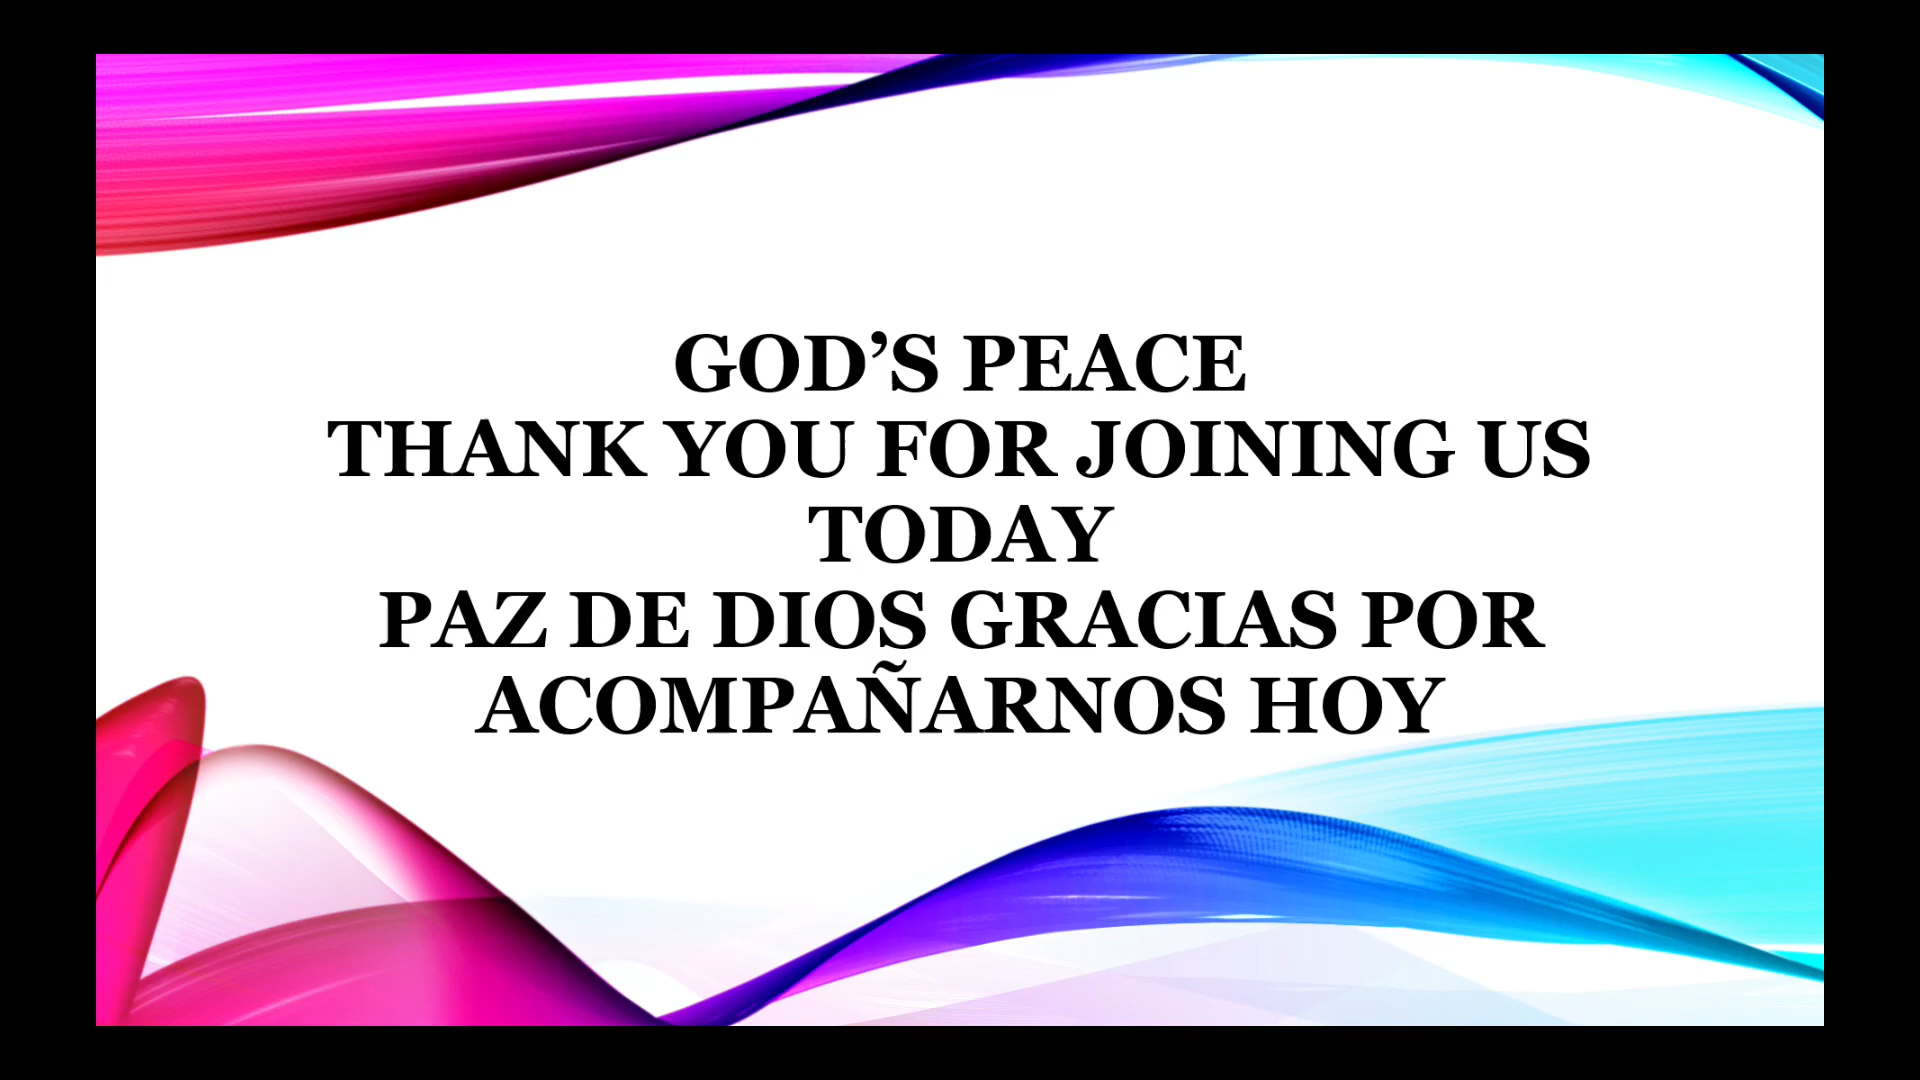 GOD’S PEACE
THANK YOU FOR JOINING US
TODAY
PAZ DE DIOS GRACIAS POR
ACOMPAÑARNOS HOY